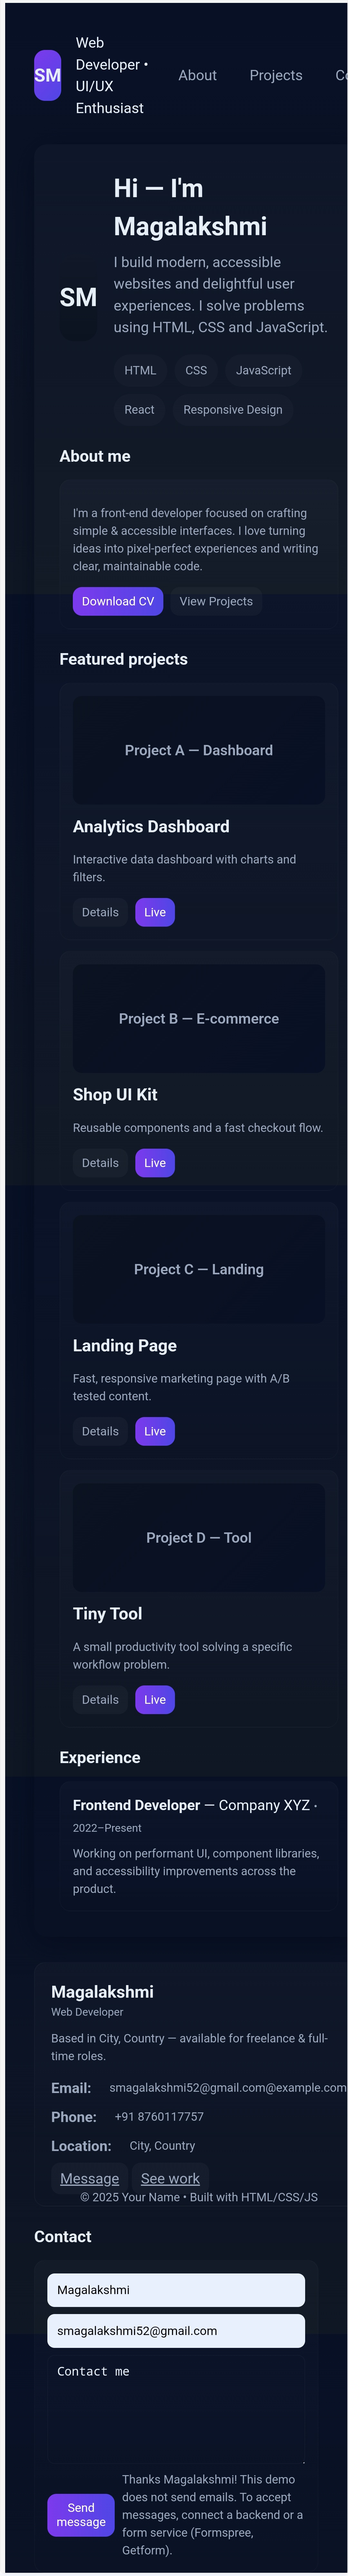 SM
Web
Developer •
UI/UX
Enthusiast
About
Projects
SM
Hi — I'm
Magalakshmi
I build modern, accessible
websites and delightful user
experiences. I solve problems
using HTML, CSS and JavaScript.
HTML
CSS
JavaScript
React
Responsive Design
About me
I'm a front-end developer focused on crafting
simple & accessible interfaces. I love turning
ideas into pixel-perfect experiences and writing
clear, maintainable code.
Download CV
View Projects
Featured projects
Project A — Dashboard
Analytics Dashboard
Interactive data dashboard with charts and
filters.
Details
Live
Project B — E-commerce
Shop UI Kit
Reusable components and a fast checkout flow.
Details
Live
Project C — Landing
Landing Page
Fast, responsive marketing page with A/B
tested content.
Details
Live
Project D — Tool
Tiny Tool
A small productivity tool solving a specific
workflow problem.
Details
Live
Experience
Frontend Developer — Company XYZ •
2022–Present
Working on performant UI, component libraries,
and accessibility improvements across the
product.
Magalakshmi
Web Developer
Based in City, Country — available for freelance & full-
time roles.
Email: smagalakshmi52@gmail.com@example.com
Phone: +91 8760117757
Location: City, Country
Message
See work
© 2025 Your Name • Built with HTML/CSS/JS
Contact
Magalakshmi
smagalakshmi52@gmail.com
Contact me
Send
message
Thanks Magalakshmi! This demo
does not send emails. To accept
messages, connect a backend or a
form service (Formspree,
Getform).